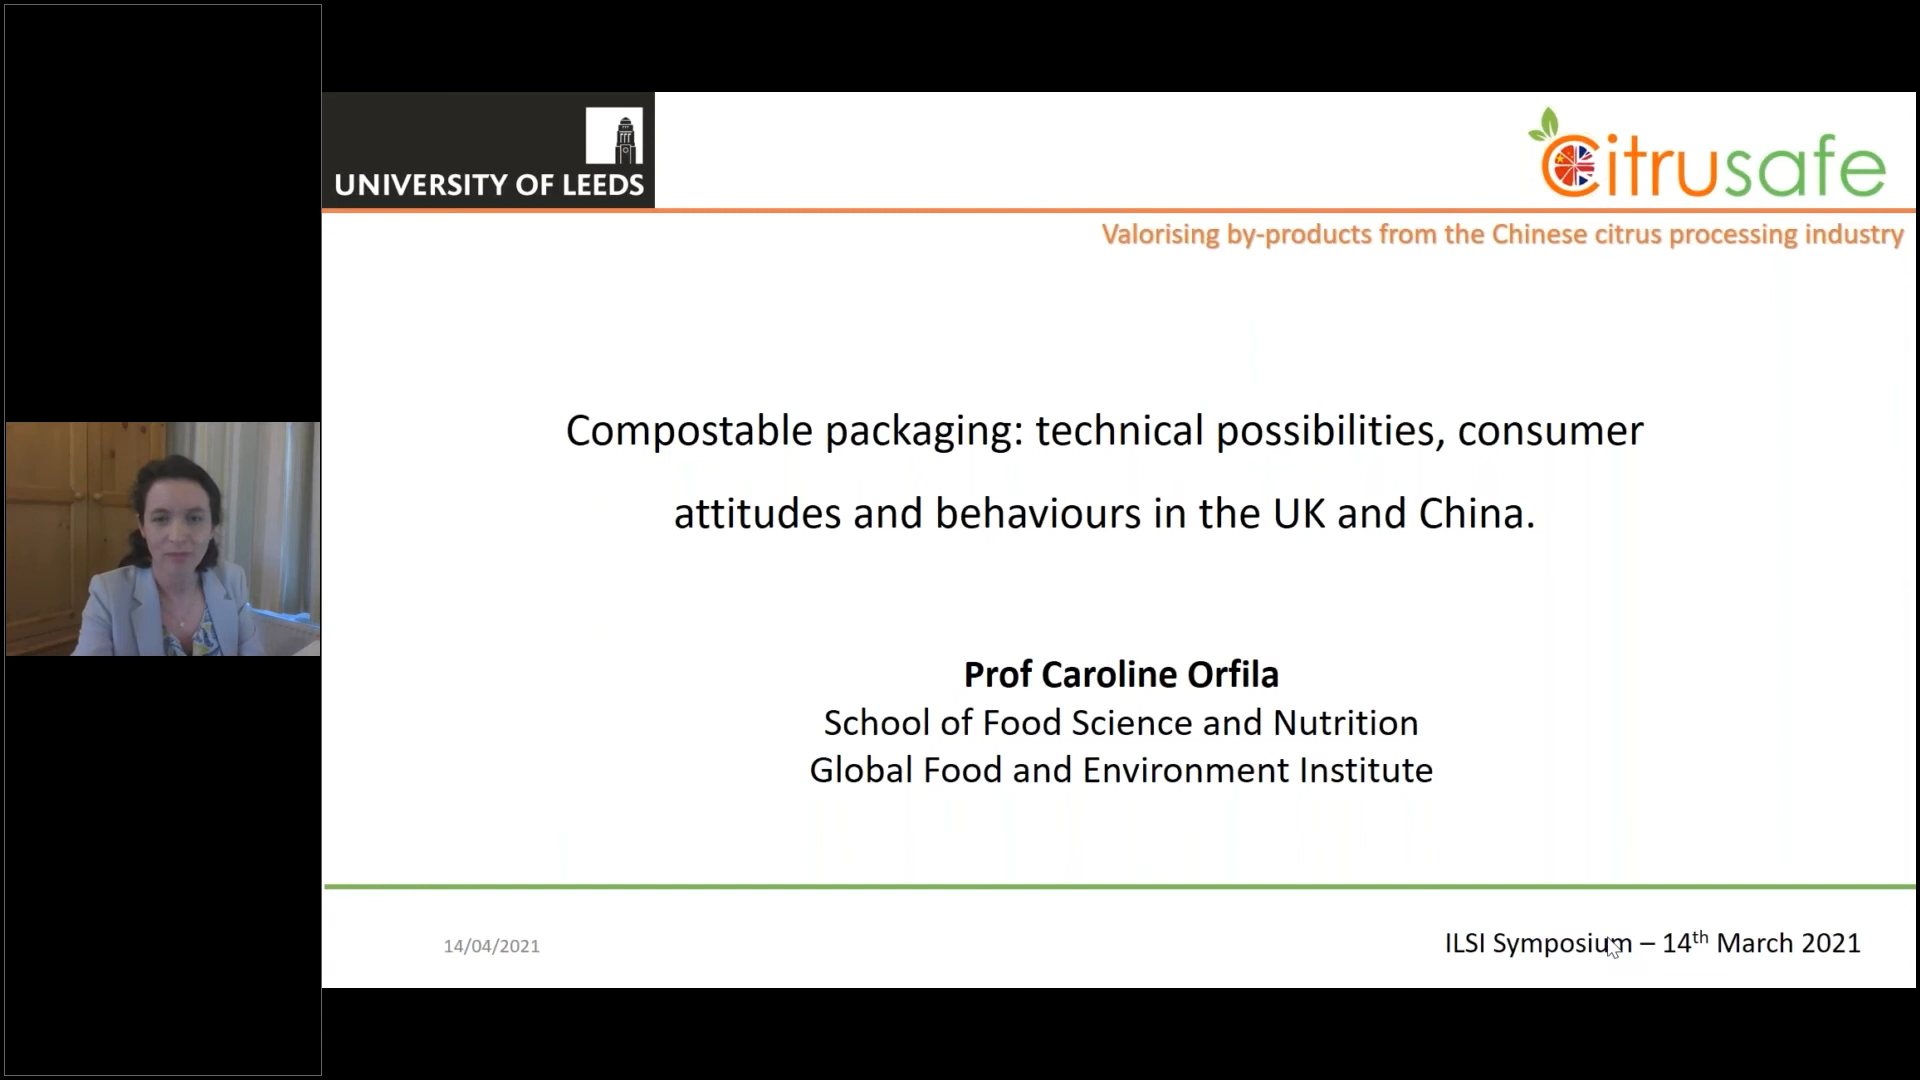 UNIVERSITY OF LEEDS
Citrusafe
Valorising by-products from the Chinese citrus processing industry
Compostable packaging: technical possibilities, consumer
attitudes and behaviours in the UK and China.
Prof Caroline Orfila
School of Food Science and Nutrition
Global Food and Environment Institute
14/04/2021
ILSI Symposium – 14th March 2021